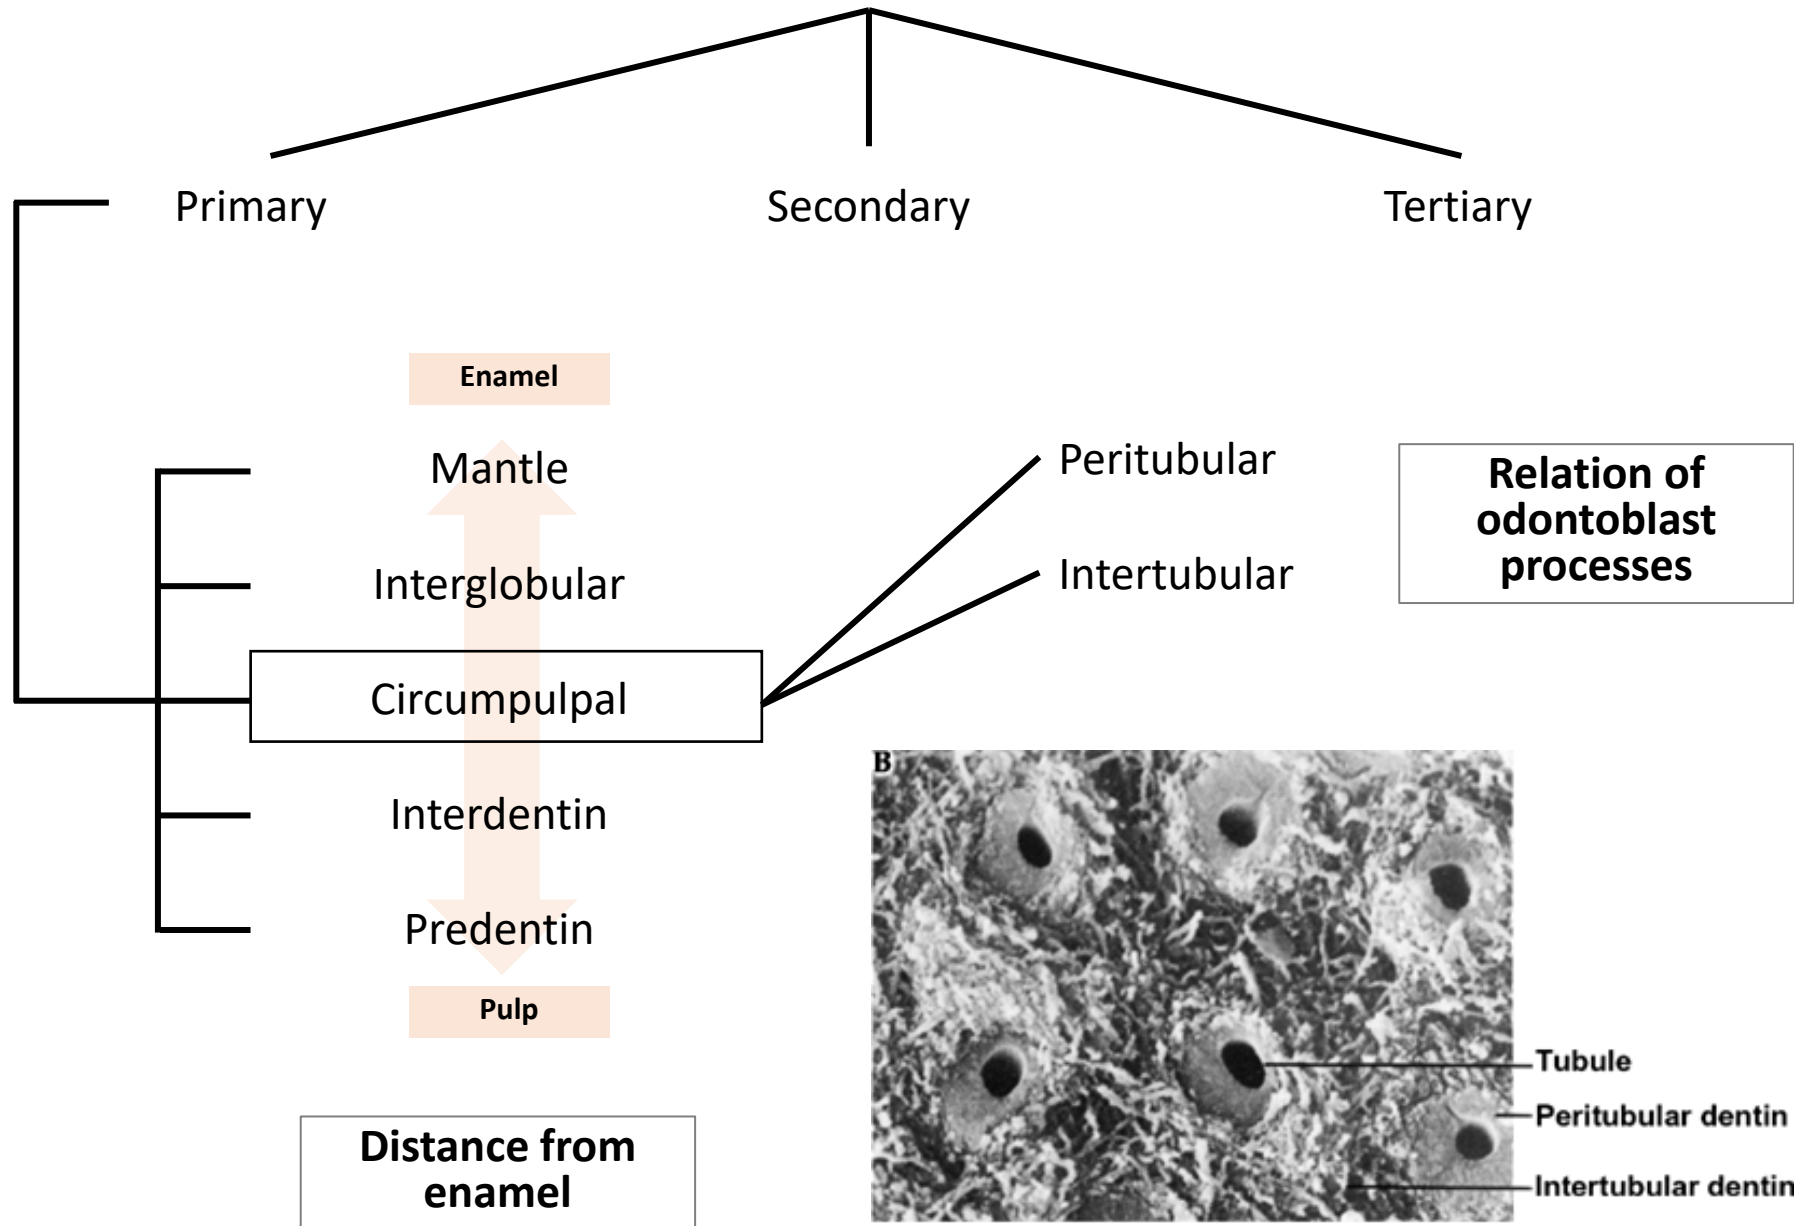 Primary
Secondary
Tertiary
Enamel
Mantle
Interglobular
Circumpulpal
Interdentin
Predentin
Pulp
Distance from
enamel
Peritubular
Intertubular
Relation of
odontoblast
processes
B
Tubule
Peritubular dentin
Intertubular dentin